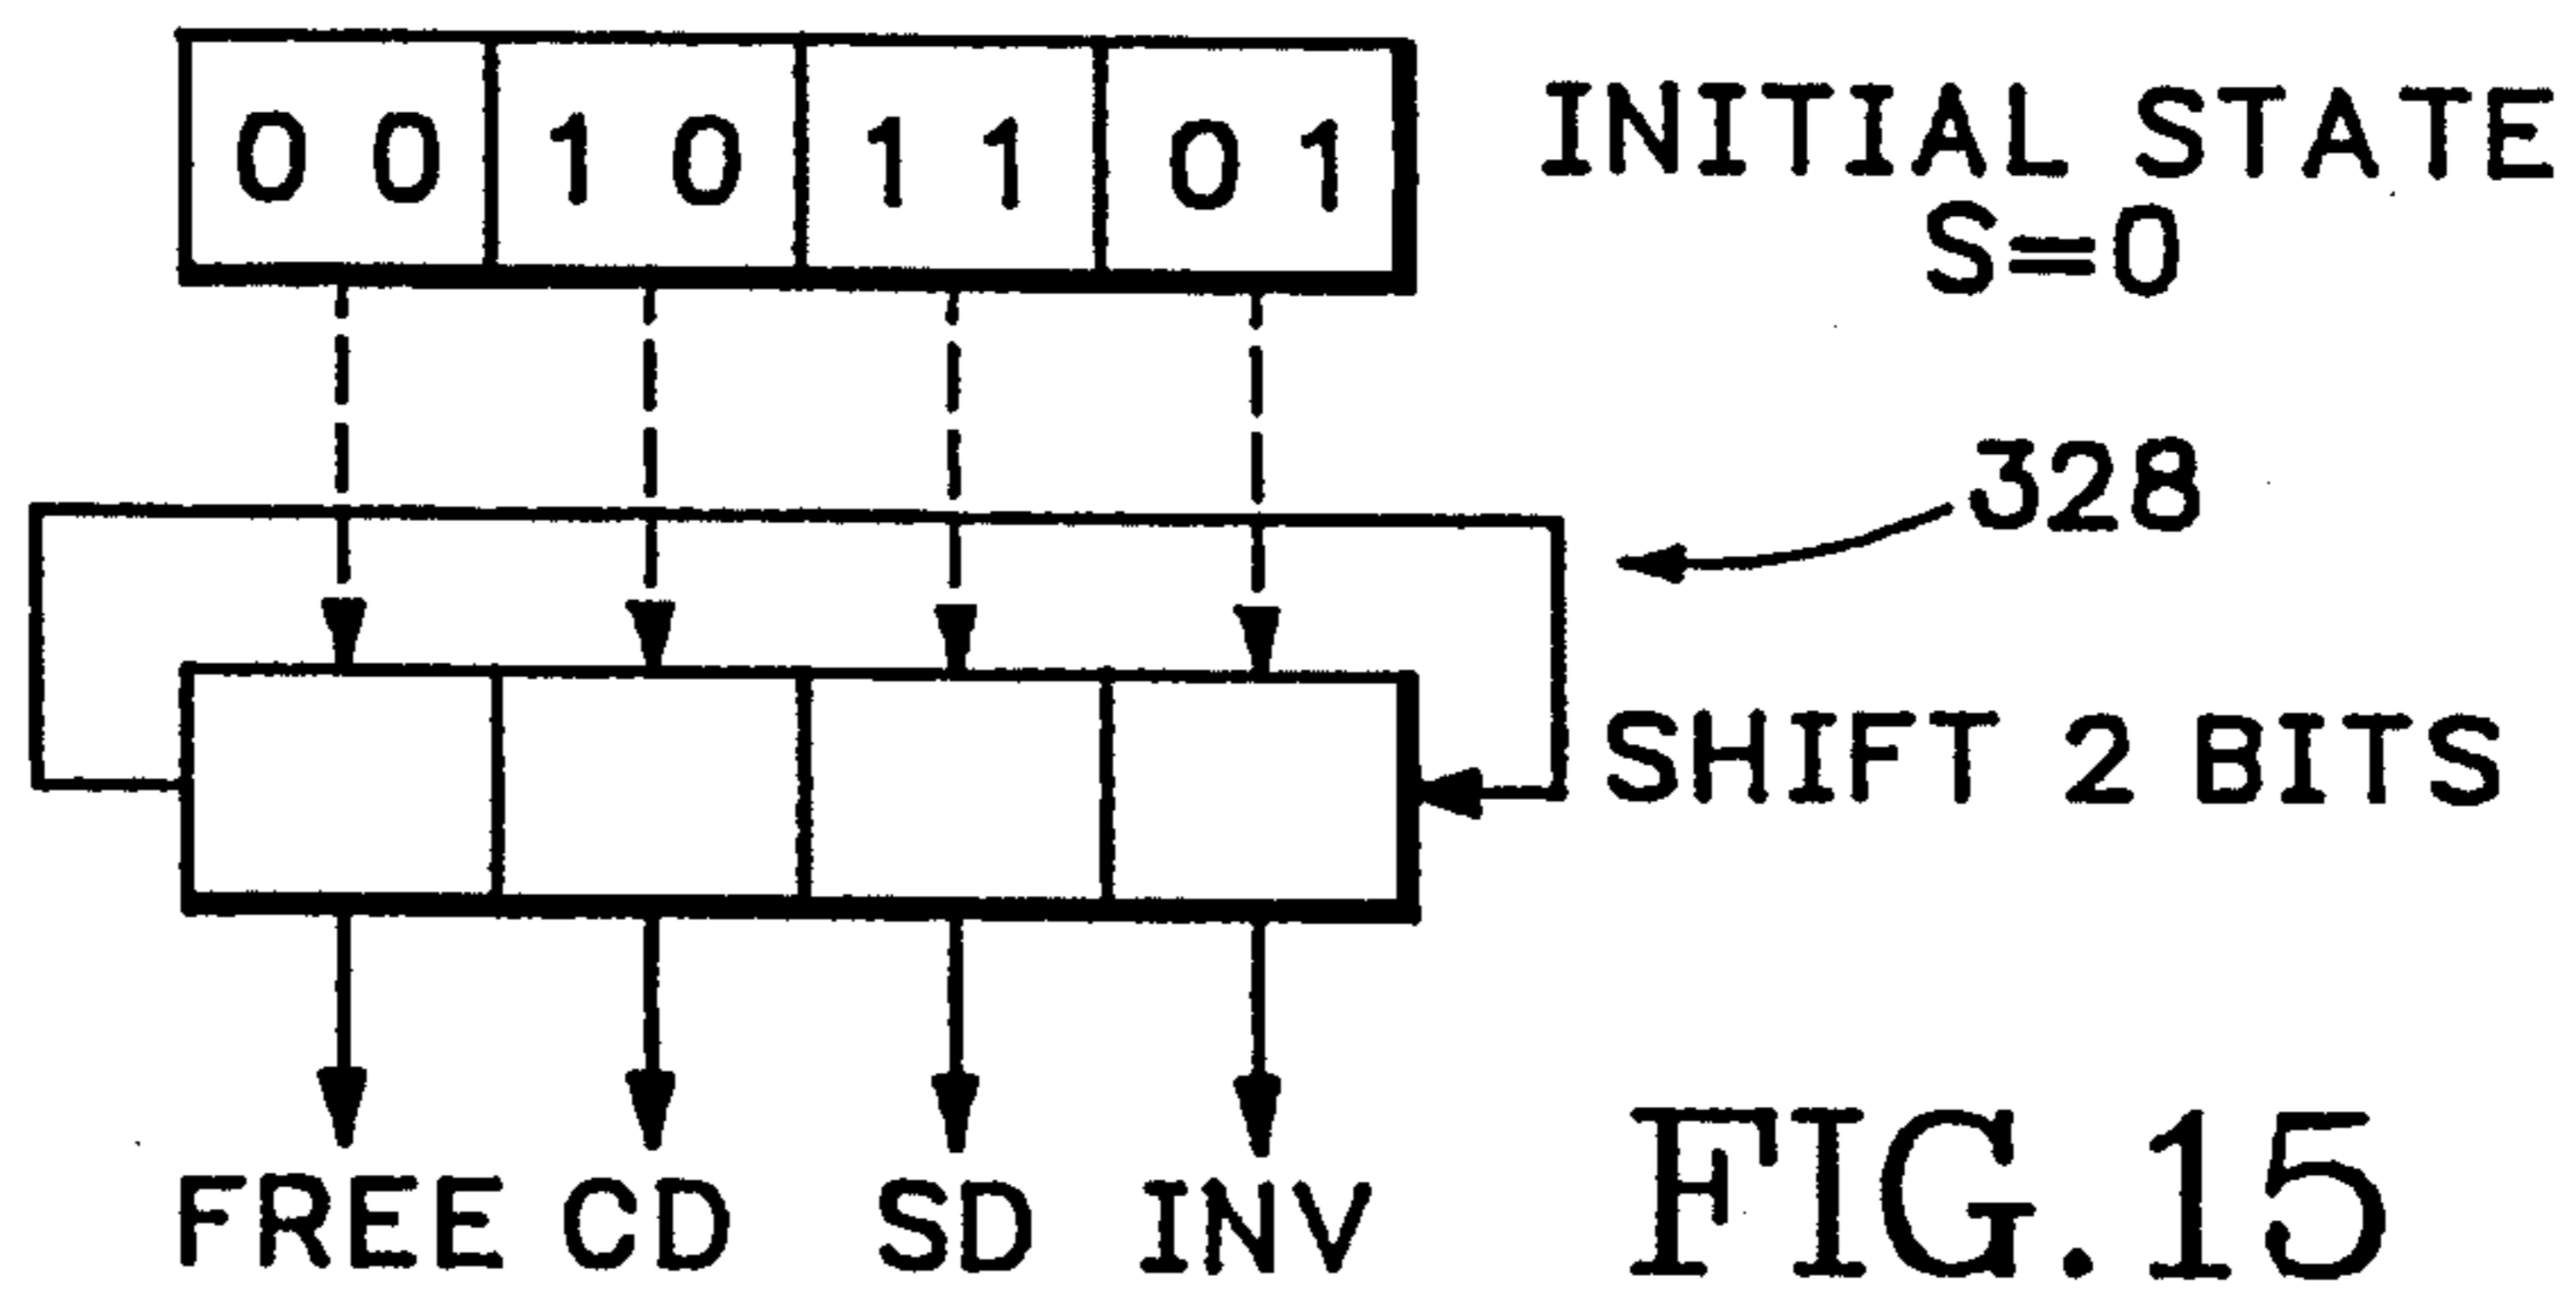 0 0 1 0 1 1 0 1 INITIAL STATE
S=0
328
SHIFT 2 BITS
FREE CD SD INV
FIG.15